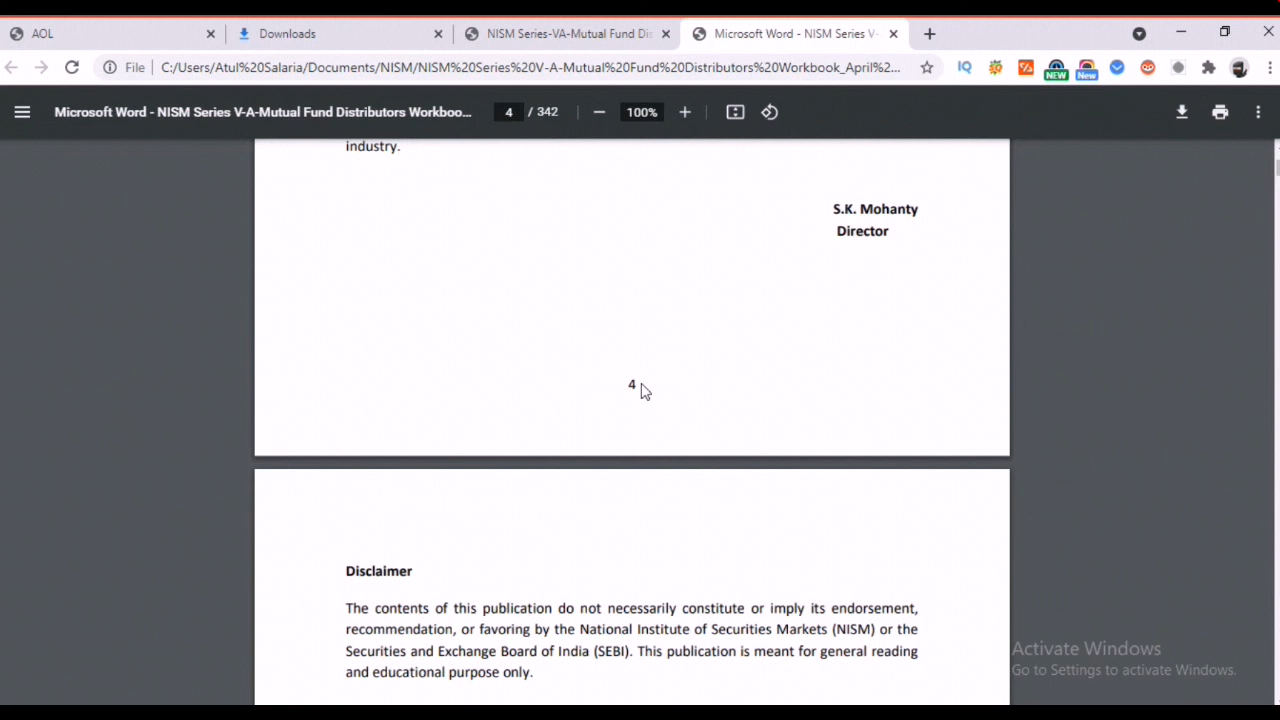 AOL
Downloads
NISM Series-VA-Mutual Fund Dis
Microsoft Word - NISM Series V-
File
C:/Users/Atul%20Salaria/Documents/NISM/NISM%20Series%20V-A-Mutual%20Fund%20Distributors%20Workbook_April%2...
IQ
NEW
New
Microsoft Word - NISM Series V-A-Mutual Fund Distributors Workboo...
4 / 342
100%
industry.
S.K. Mohanty
Director
4
Disclaimer
The contents of this publication do not necessarily constitute or imply its endorsement,
recommendation, or favoring by the National Institute of Securities Markets (NISM) or the
Securities and Exchange Board of India (SEBI). This publication is meant for general reading
and educational purpose only.
Activate Windows
Go to Settings to activate Windows.